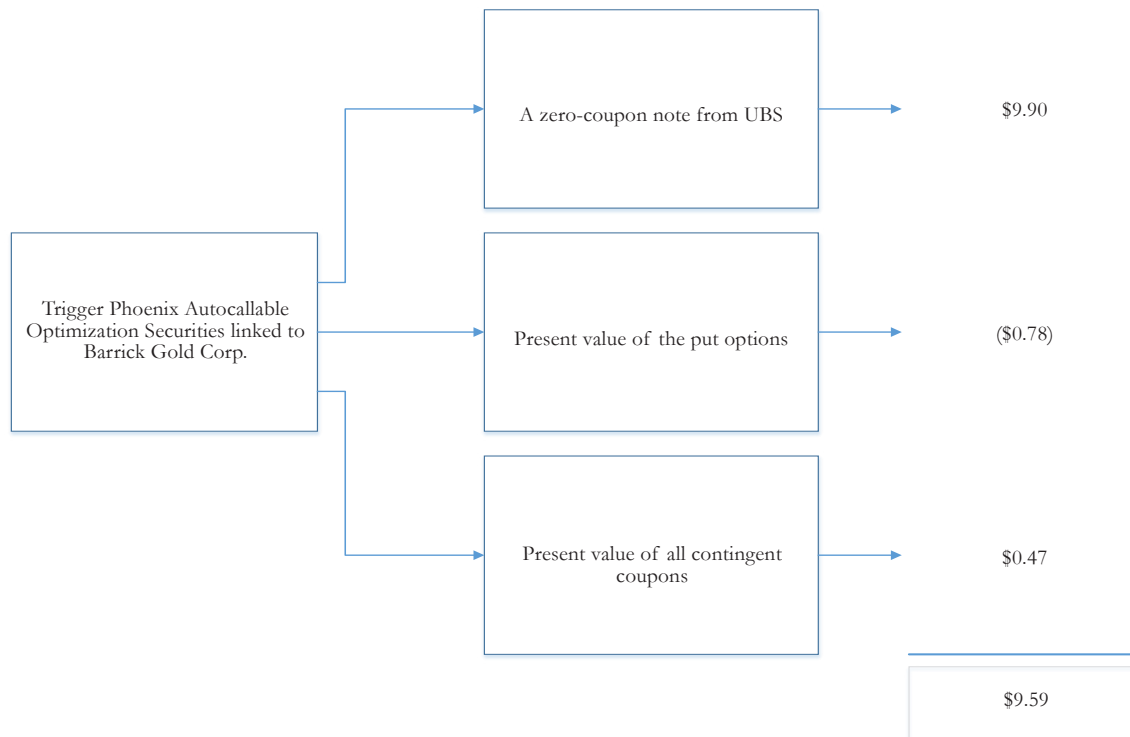 A zero-coupon note from UBS
$9.90
Trigger Phoenix Autocallable
Optimization Securities linked to
Barrick Gold Corp.
Present value of the put options
($0.78)
Present value of all contingent
coupons
$0.47
$9.59